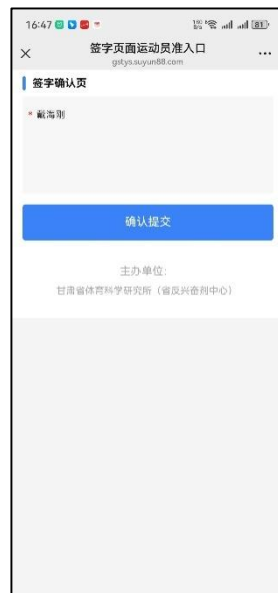 16:47
81
签字页面运动员准入口
gstys.suyun88.com
签字确认页
* 戴海刚
确认提交
主办单位:
甘肃省体育科学研究所（省反兴奋剂中心）